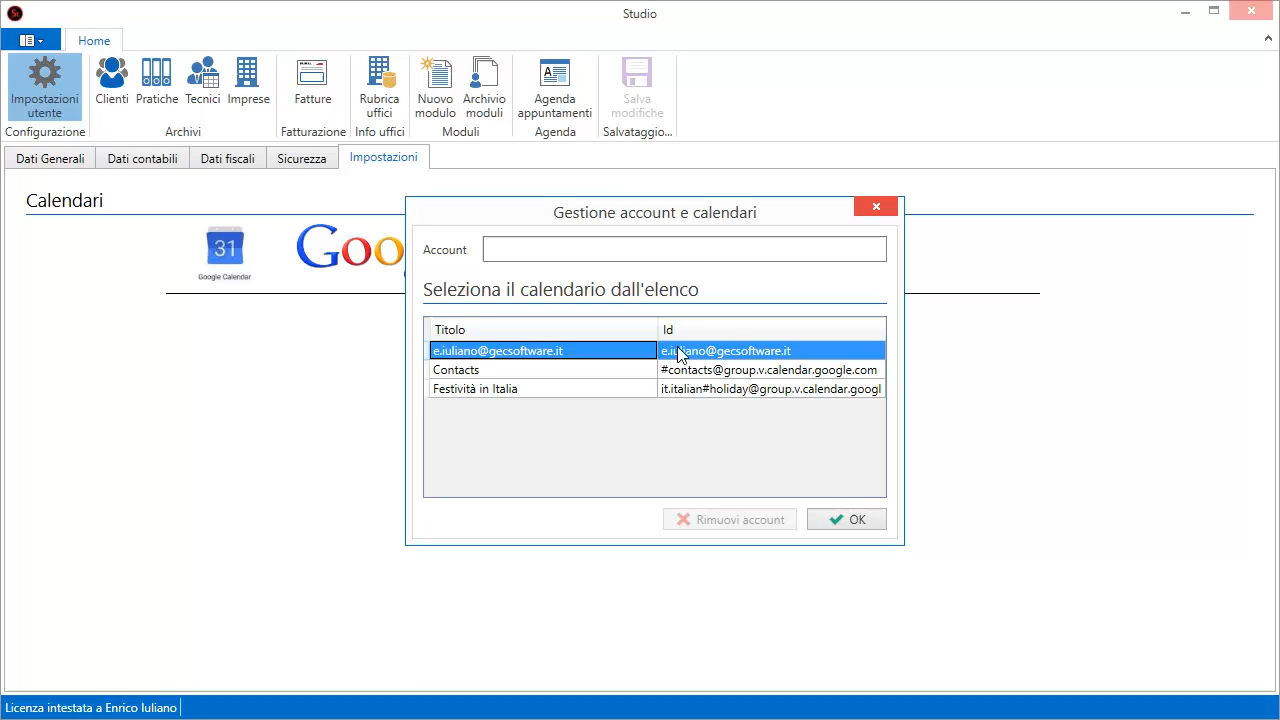 Studio
Home
Impostazioni
utente
Clienti
Pratiche
Tecnici
Imprese
Fatture
Rubrica
uffici
Nuovo
modulo
Archivio
moduli
Agenda
appuntamenti
Salva
modifiche
Configurazione
Archivi
Fatturazione
Info uffici
Moduli
Agenda
Salvataggio...
Dati Generali
Dati contabili
Dati fiscali
Sicurezza
Impostazioni
Calendari
31
Google Calendar
Goo
Gestione account e calendari
Account
Seleziona il calendario dall'elenco
Titolo
Id
e.iuliano@gecsoftware.it
e.iuliano@gecsoftware.it
Contacts
#contacts@group.v.calendar.google.com
Festività in Italia
it.italian#holiday@group.v.calendar.googl
Rimuovi account
OK
Licenza intestata a Enrico Iuliano